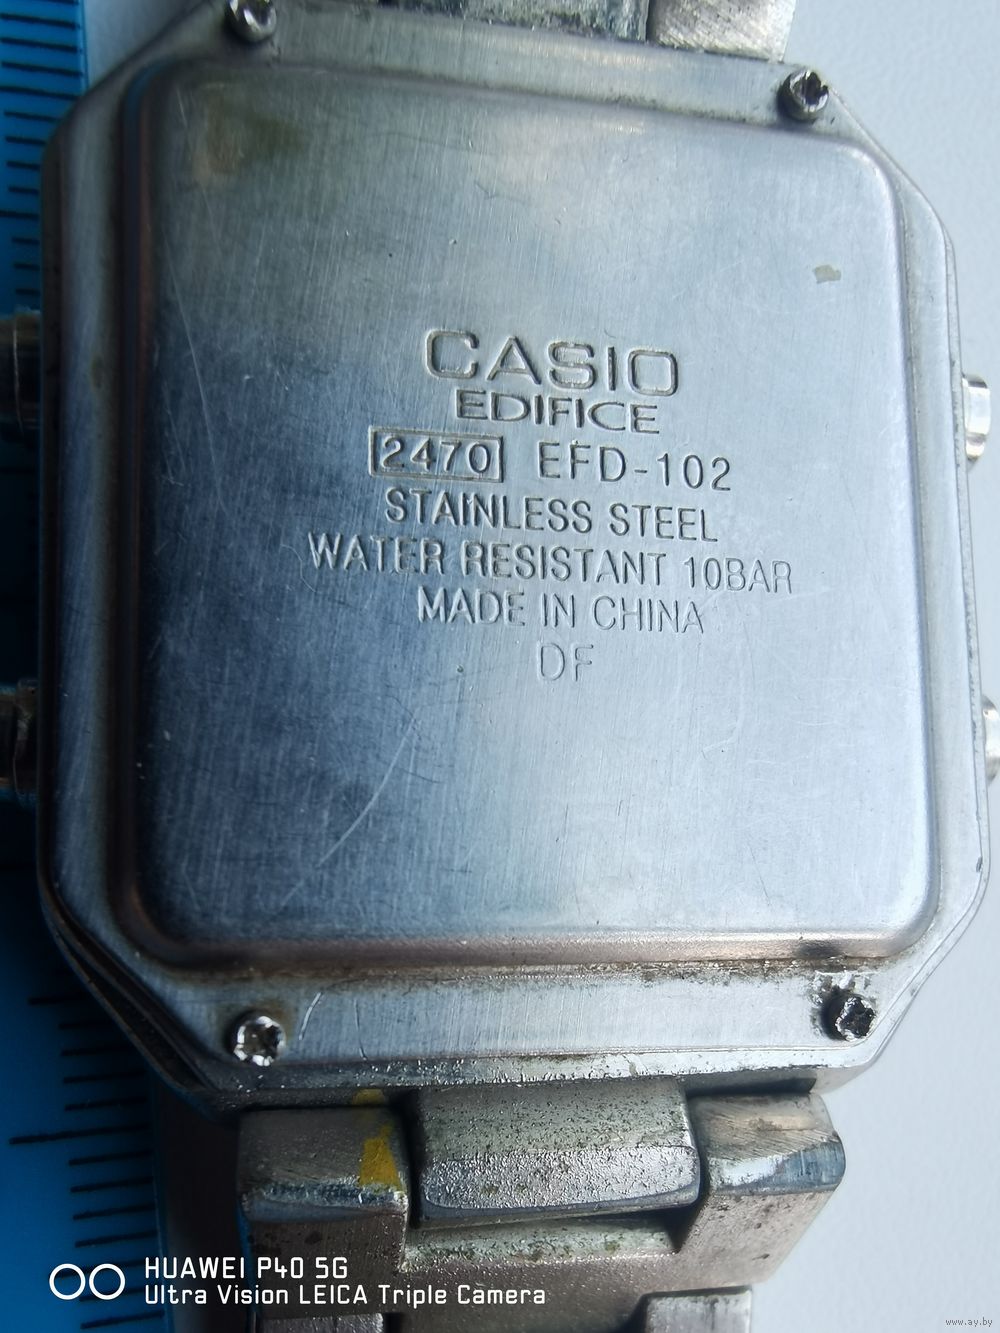 CASIO
EDIFICE
2470 EFD-102
STAINLESS STEEL
WATER RESISTANT 10BAR
MADE IN CHINA
DF
HUAWEI P40 5G
Ultra Vision LEICA Triple Camera
www.ay.by